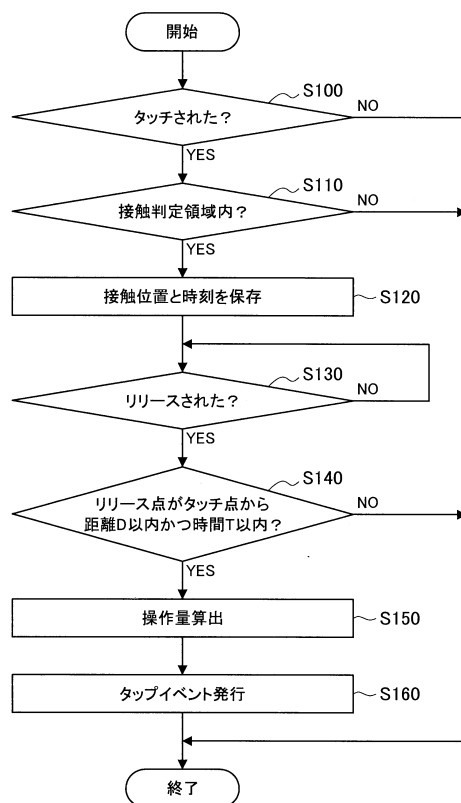 開始
S100
タッチされた?
NO
YES
S110
接触判定領域内?
NO
YES
接触位置と時刻を保存
S120
S130
リリースされた?
NO
YES
S140
リリース点がタッチ点から
距離D以内かつ時間T以内?
NO
YES
操作量算出
S150
タップイベント発行
S160
終了